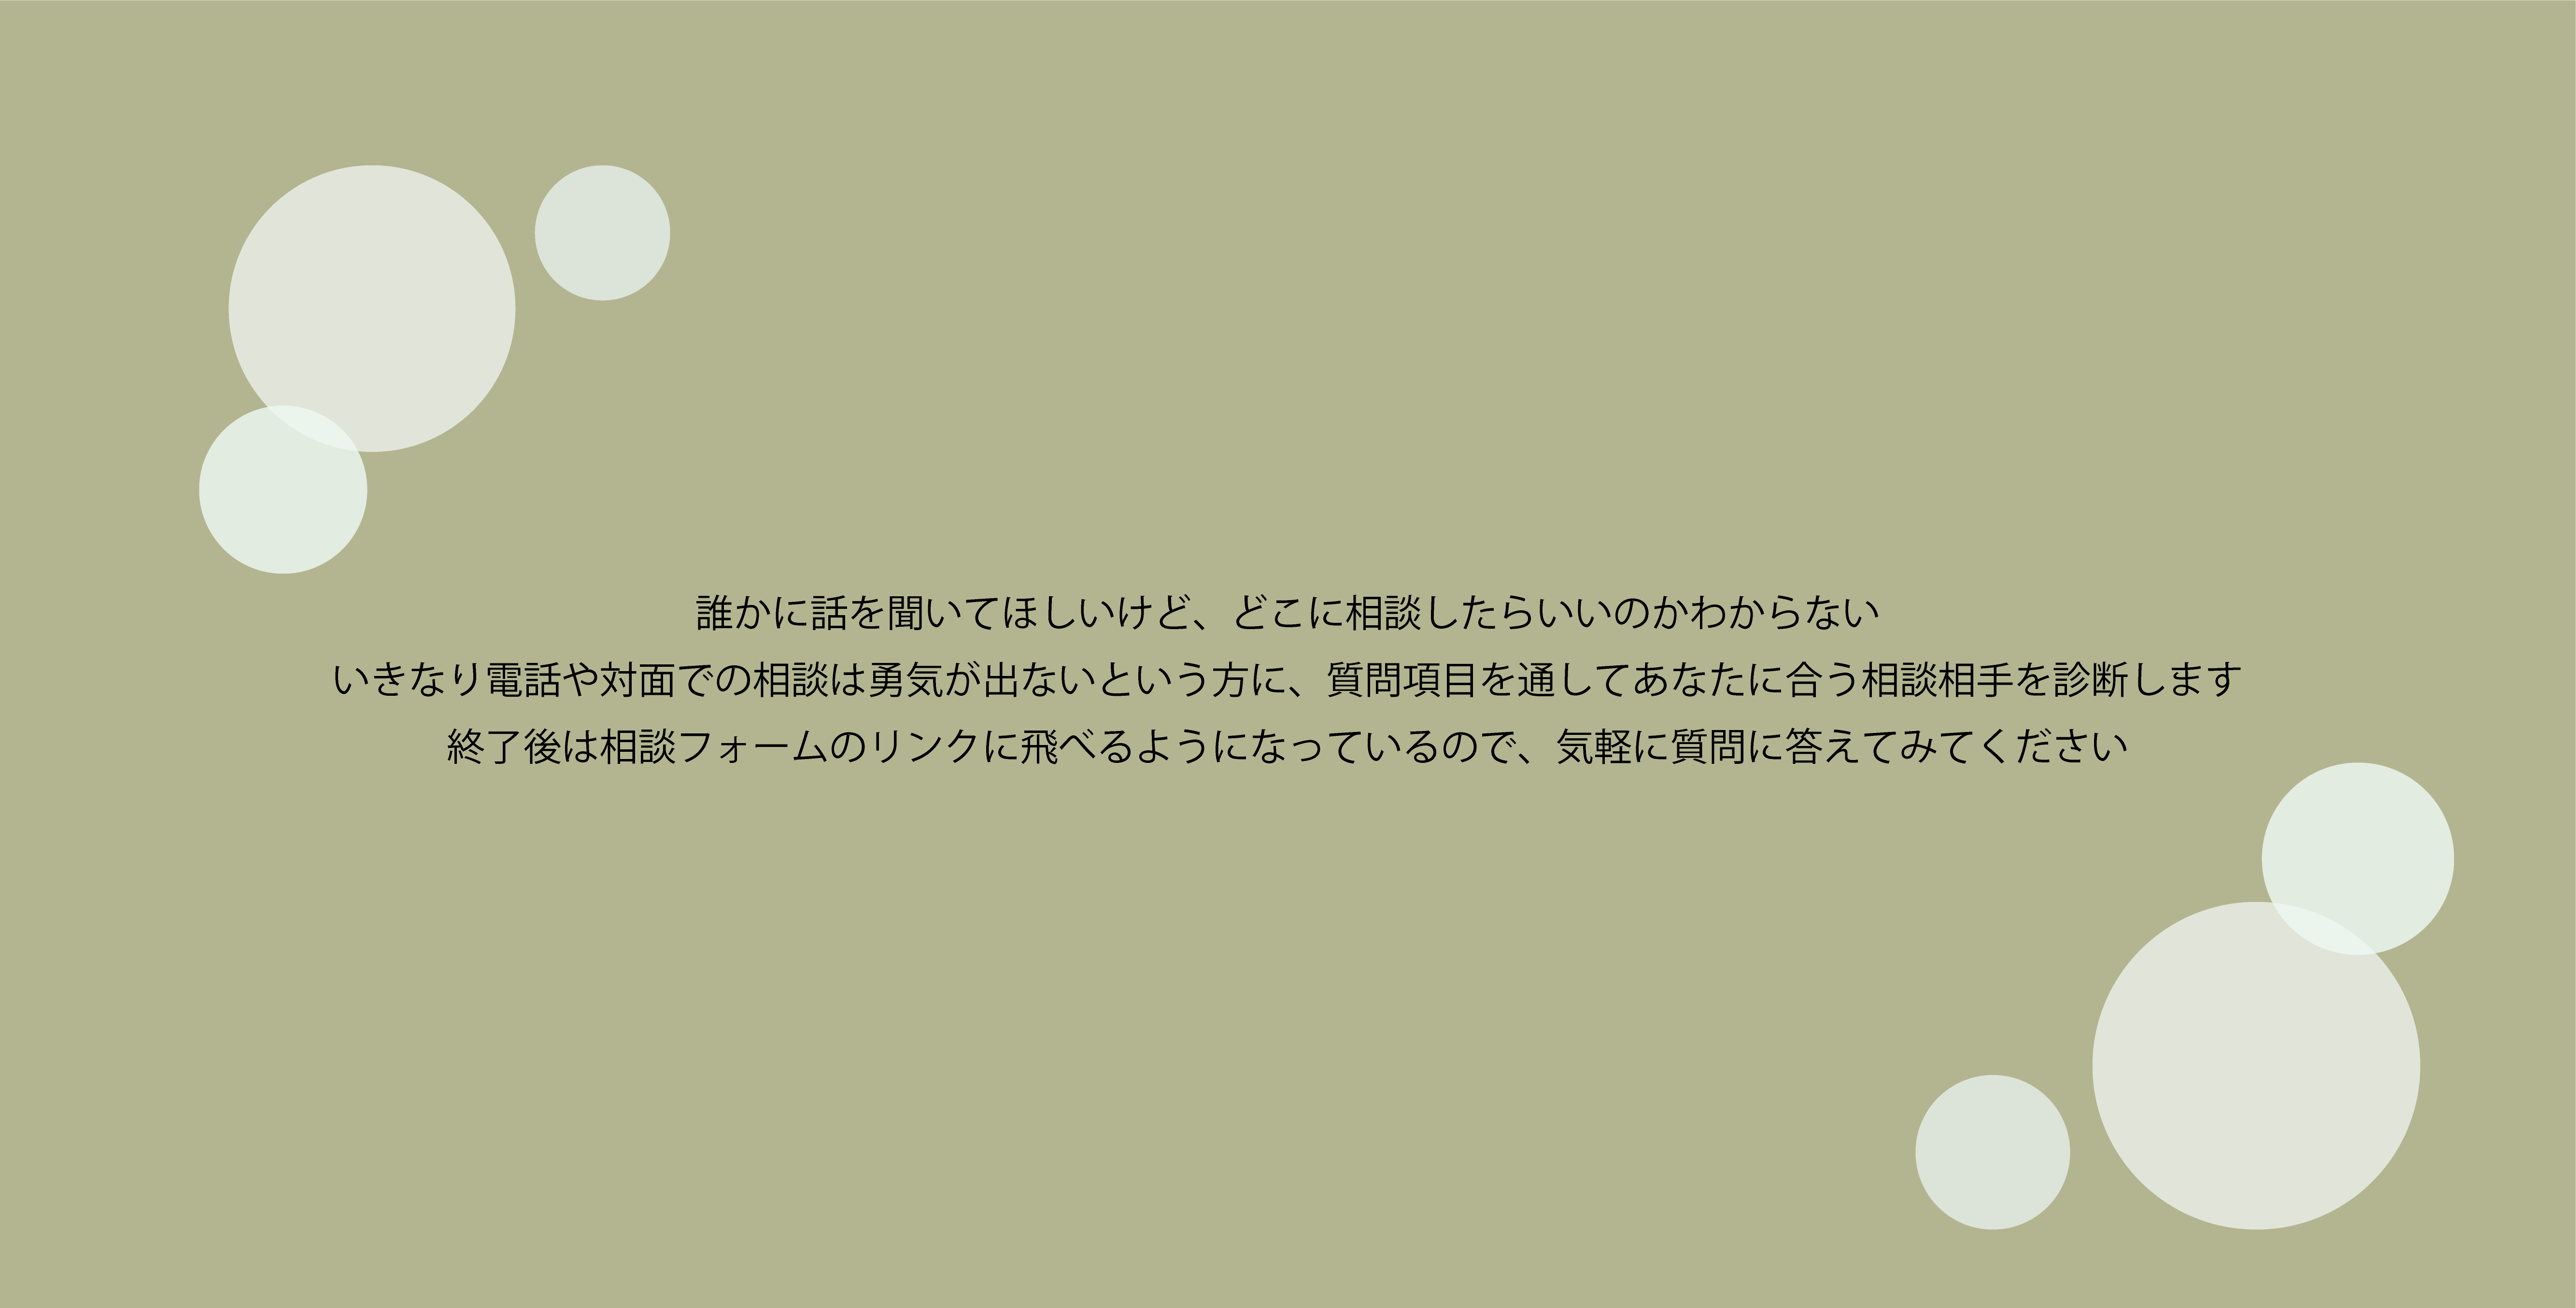 誰かに話を聞いてほしいけど、どこに相談したらいいのかわからない
いきなり電話や対面での相談は勇気が出ないという方に、質問項目を通してあなたに合う相談相手を診断します
終了後は相談フォームのリンクに飛べるようになっているので、気軽に質問に答えてみてください